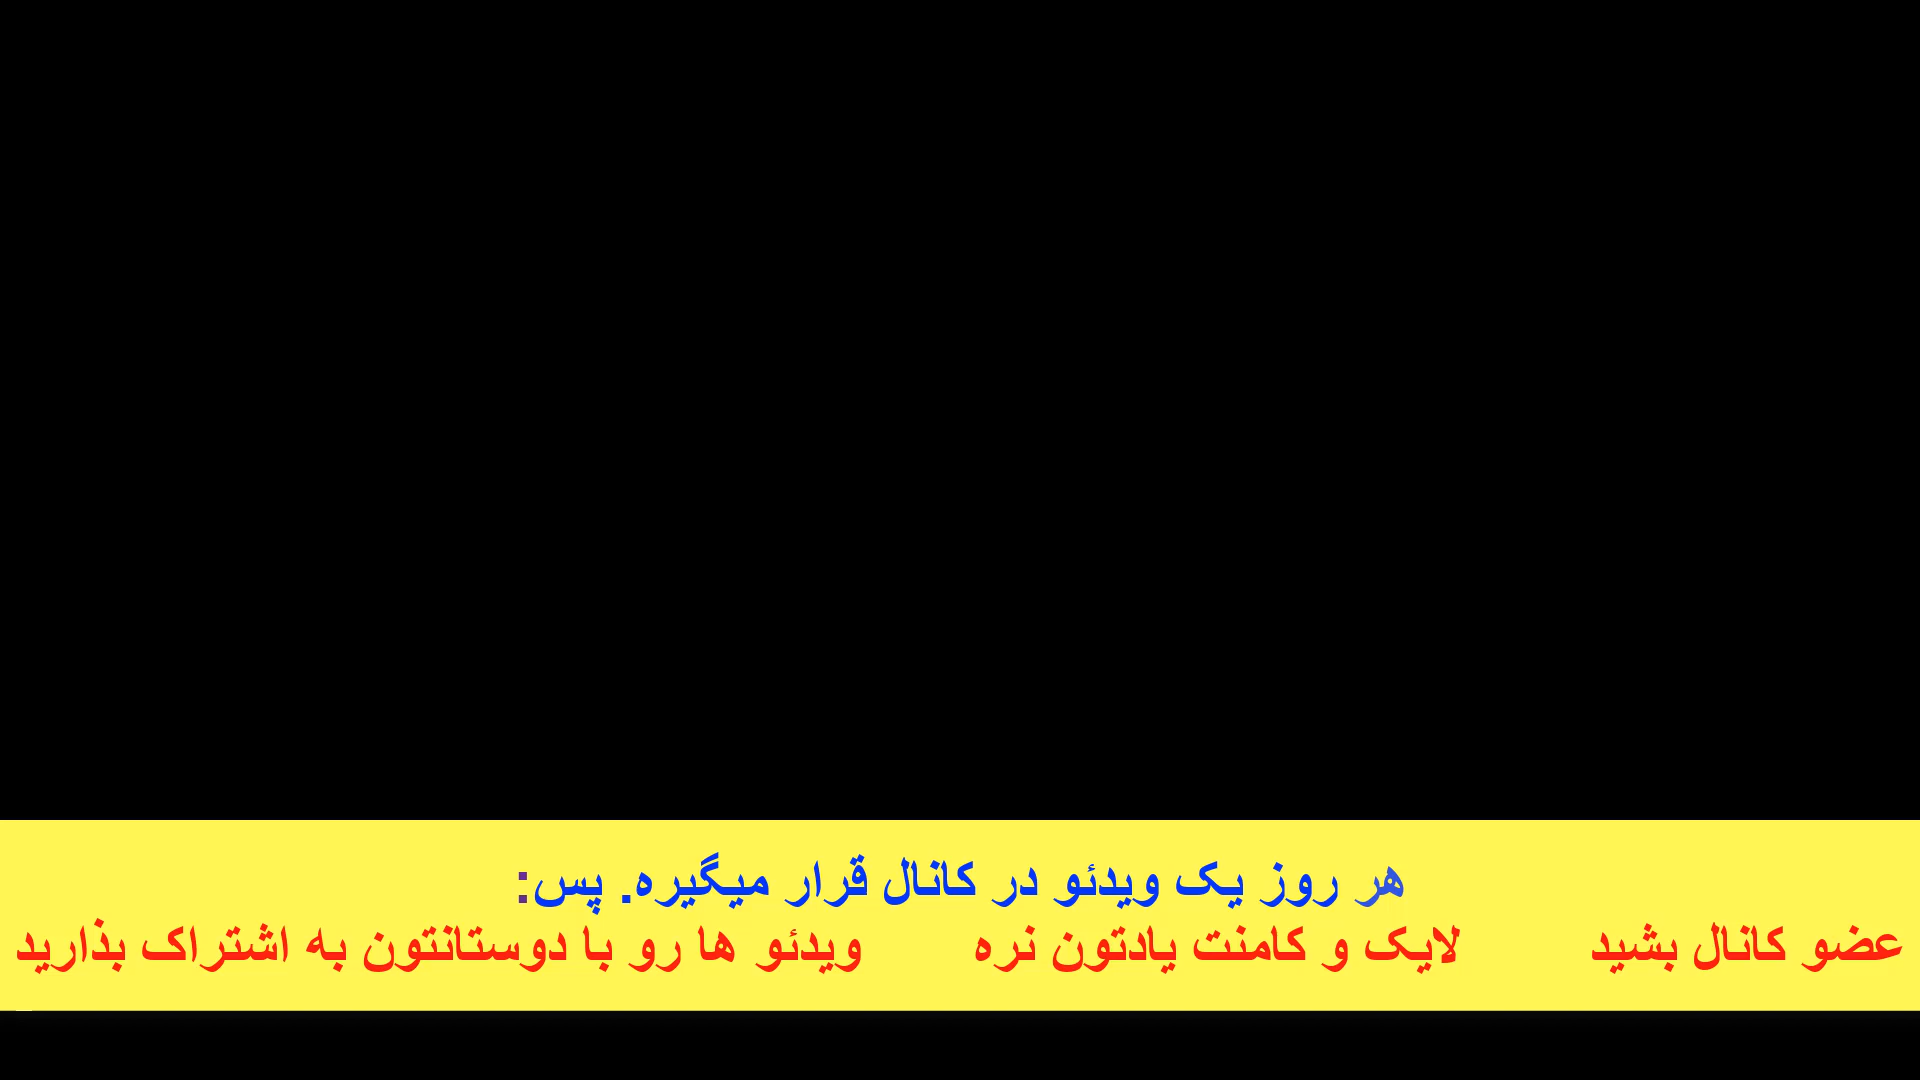 هر روز یک ویدئو در کانال قرار میگیره. پس:
عضو کانال بشید لایک و کامنت یادتون نره ویدئو ها رو با دوستانتون به اشتراک بذارید